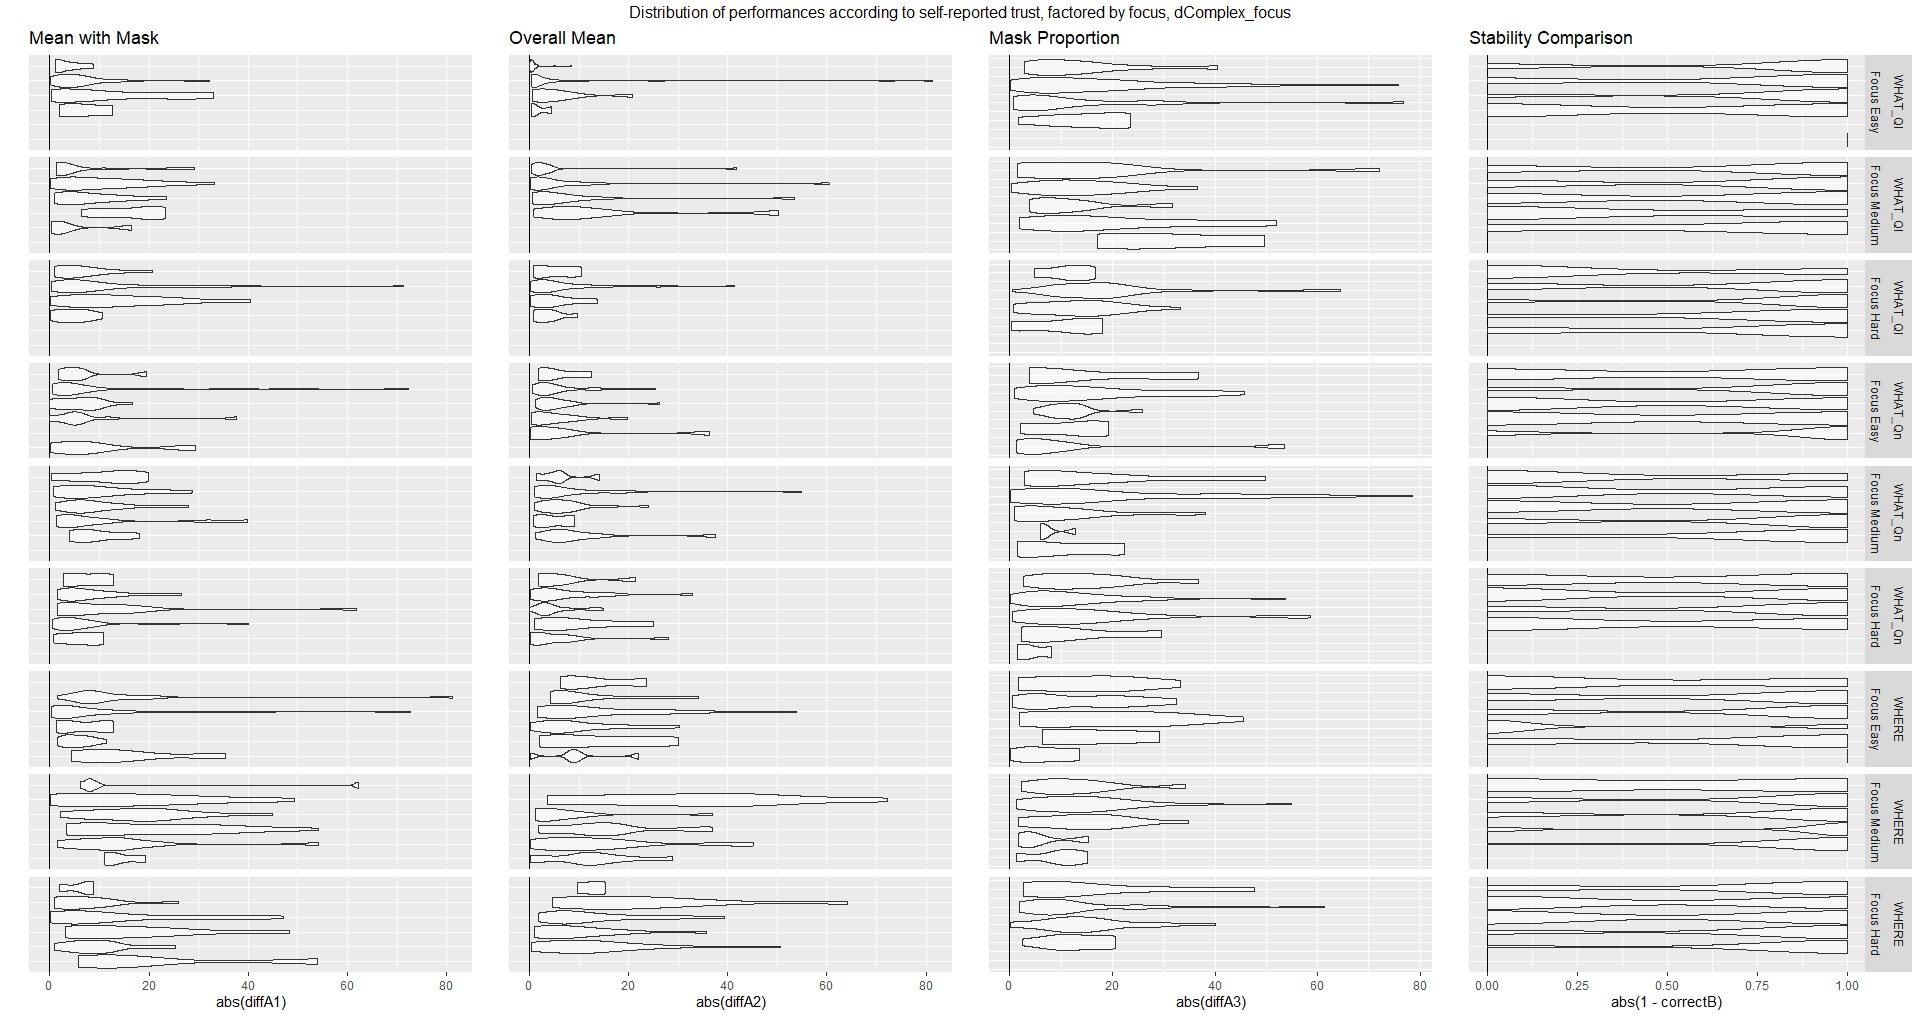 Distribution of performances according to self-reported trust, factored by focus, dComplex_focus
Mean with Mask
Overall Mean
Mask Proportion
Stability Comparison
WHAT_Ql
Focus Easy
WHAT_Ql
Focus Medium
WHAT_Ql
Focus Hard
WHAT_Qn
Focus Easy
WHAT_Qn
Focus Medium
WHAT_Qn
Focus Hard
WHERE
Focus Easy
WHERE
Focus Medium
WHERE
Focus Hard
0 20 40 60 80
0 20 40 60 80
0 20 40 60 80
0.00 0.25 0.50 0.75 1.00
abs(diffA1)
abs(diffA2)
abs(diffA3)
abs(1 - correctB)